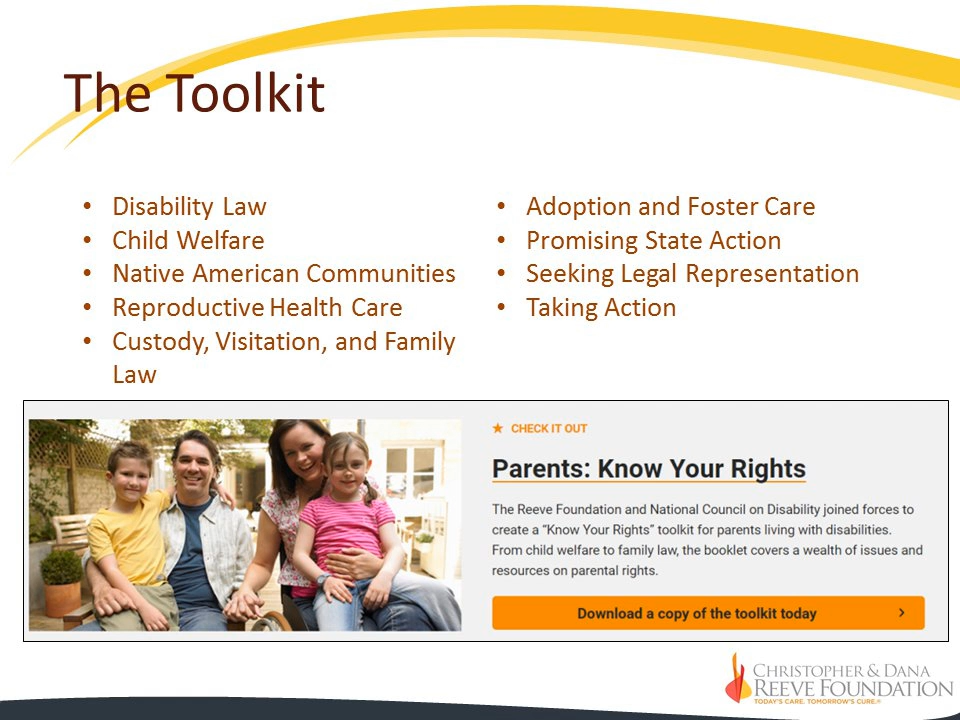 The Toolkit
• Disability Law
• Child Welfare
• Native American Communities
• Reproductive Health Care
• Custody, Visitation, and Family
Law
• Adoption and Foster Care
• Promising State Action
• Seeking Legal Representation
• Taking Action
★ CHECK IT OUT
Parents: Know Your Rights
The Reeve Foundation and National Council on Disability joined forces to
create a “Know Your Rights” toolkit for parents living with disabilities.
From child welfare to family law, the booklet covers a wealth of issues and
resources on parental rights.
Download a copy of the toolkit today >
CHRISTOPHER & DANA
REEVE FOUNDATION
TODAY'S CARE. TOMORROW'S CURE.®